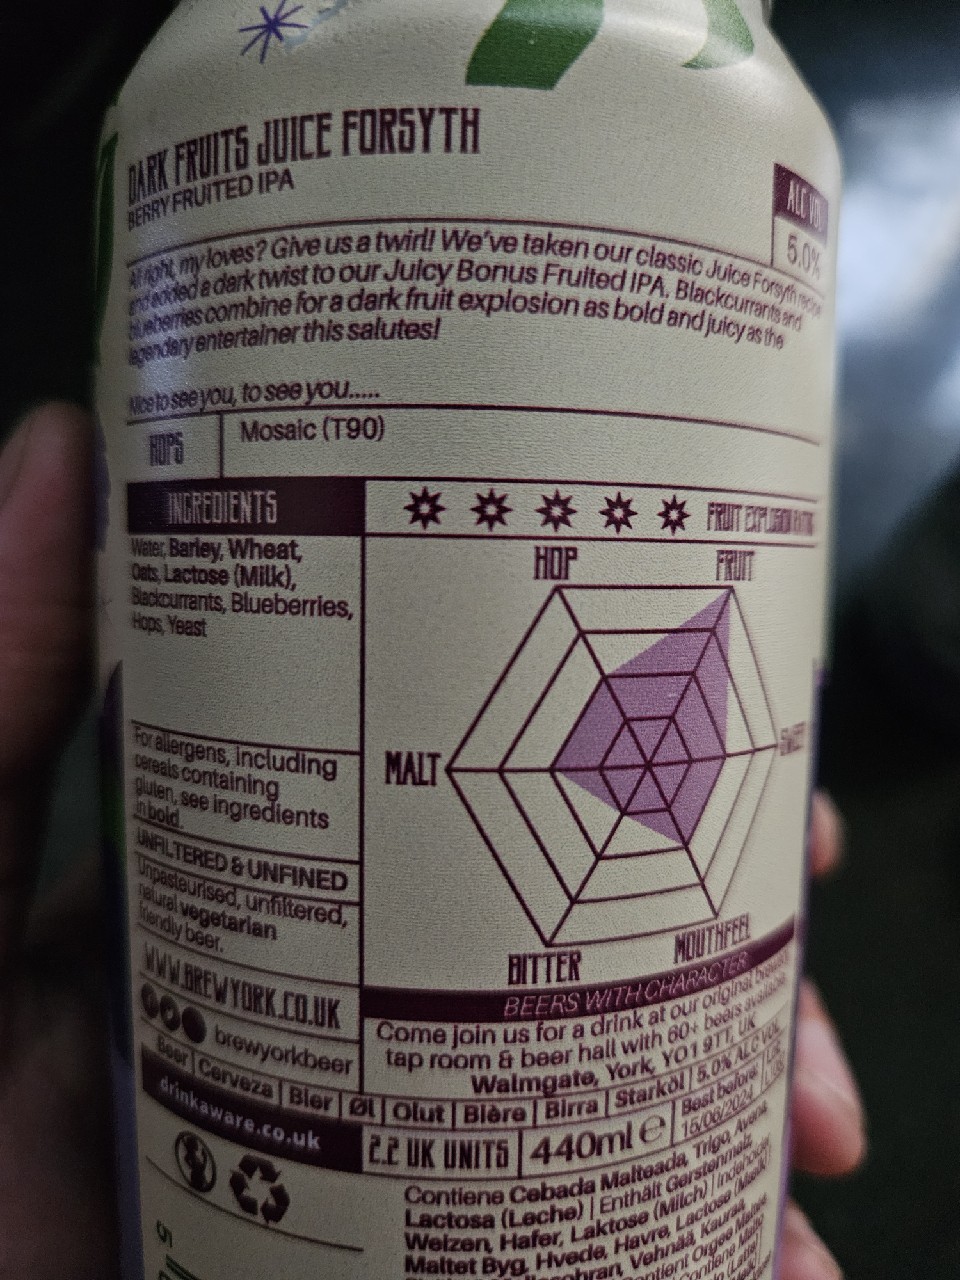 DARK FRUITS JUICE FORSYTH
BERRY FRUITED IPA
ALC VOL
5.0%
All right, my loves? Give us a twirl! We've taken our classic Juice Forsyth recipe
and added a dark twist to our Juicy Bonus Fruited IPA. Blackcurrants and
blueberries combine for a dark fruit explosion as bold and juicy as the
legendary entertainer this salutes!
Nice to see you, to see you.....
HOPS
Mosaic (T90)
INGREDIENTS
Water, Barley, Wheat,
Oats, Lactose (Milk),
Blackcurrants, Blueberries,
Hops, Yeast
For allergens, including
cereals containing
gluten, see ingredients
in bold.
UNFILTERED & UNFINED
Unpasteurised, unfiltered,
natural vegetarian
friendly beer.
WWW.BREWYORK.CO.UK
brewyorkbeer
FRUIT EXPLOSION RATING
HOP
FRUIT
MALT
SWEET
BITTER
MOUTHFEEL
BEERS WITH CHARACTER
Come join us for a drink at our original brewery
tap room & beer hall with 60+ beers available
Walmgate, York, YO1 9TT, UK
Beer | Cerveza | Bier | Øl | Olut | Bière | Birra | Starköl | 5.0% ALC VOL
drinkaware.co.uk
2.2 UK UNITS
440ml e
Best before
15/06/2024
Contiene Cebada Malteada, Trigo, Avena,
Lactosa (Leche) | Enthält Gerstenmalz,
Weizen, Hafer, Laktose (Milch) | Indeholder
Maltet Byg, Hvede, Havre, Lactose (Mælk)
Vehnää, Kauraa,